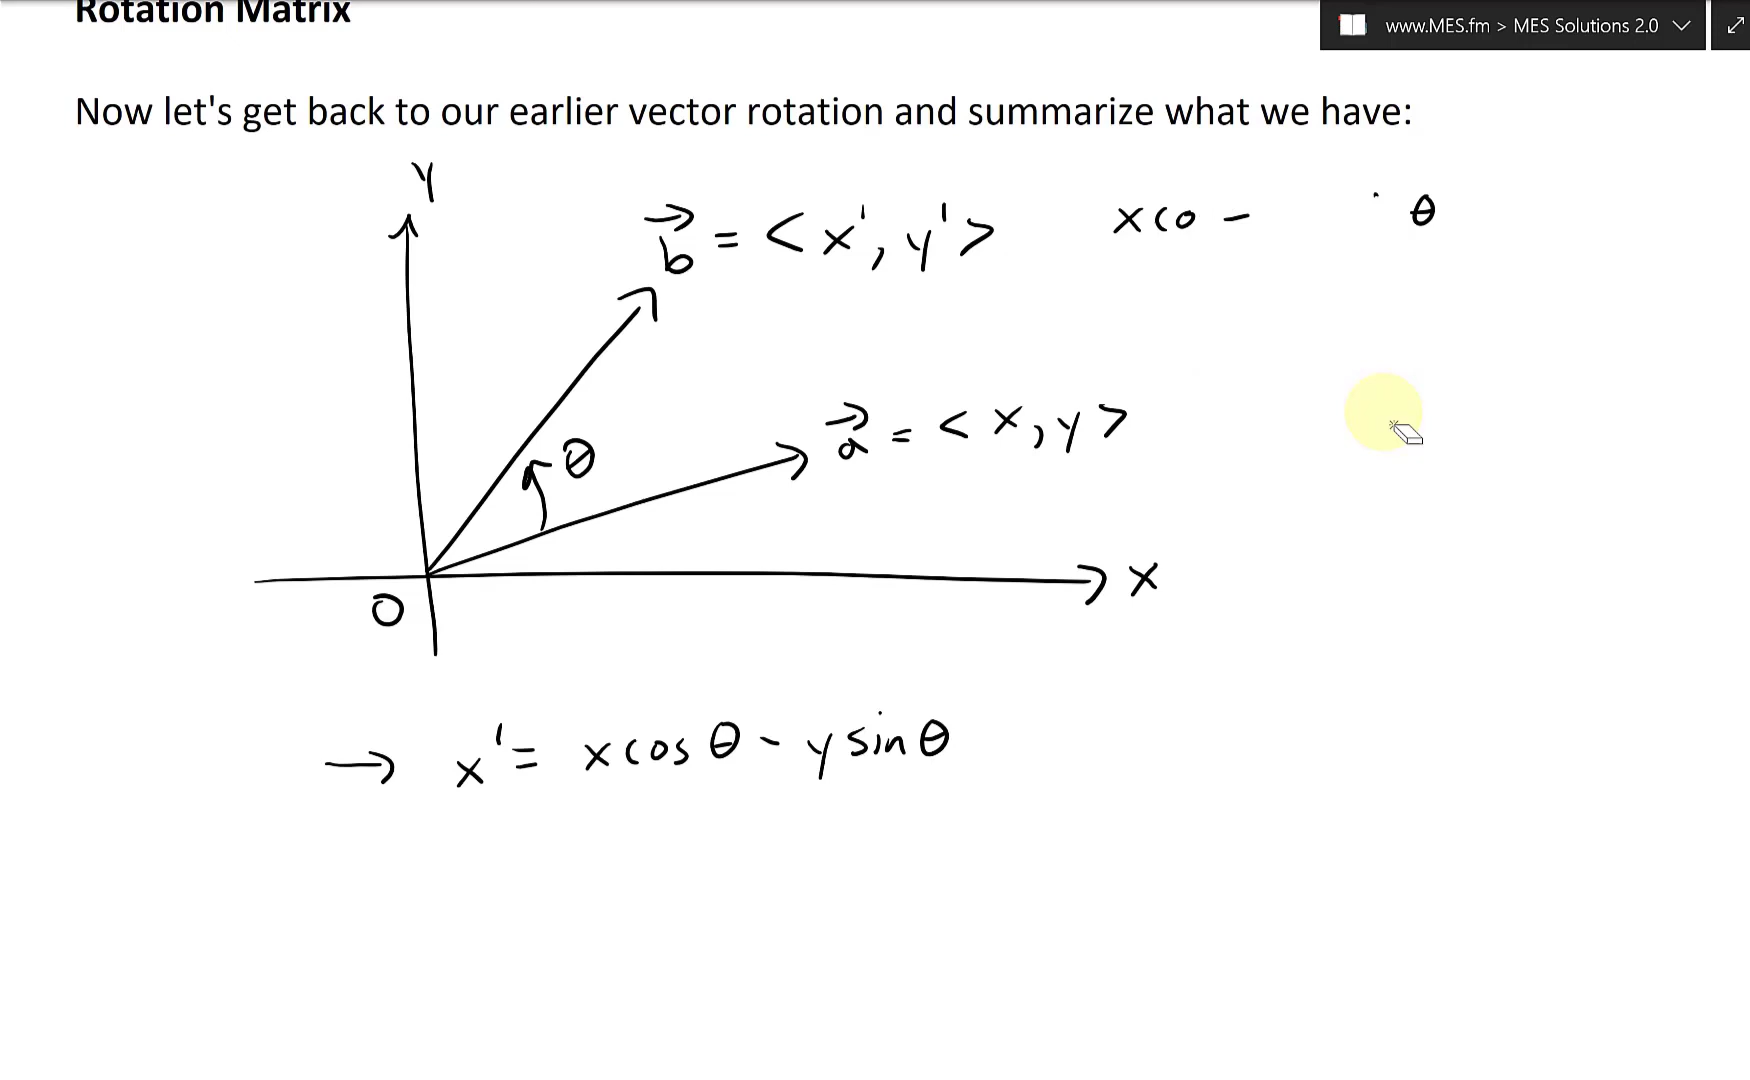 Rotation Matrix
www.MES.fm > MES Solutions 2.0
Now let's get back to our earlier vector rotation and summarize what we have:
Y
b = < x', y' >
xco - θ
a = < x, y >
θ
x
O
→ x' = x cos θ - y sin θ